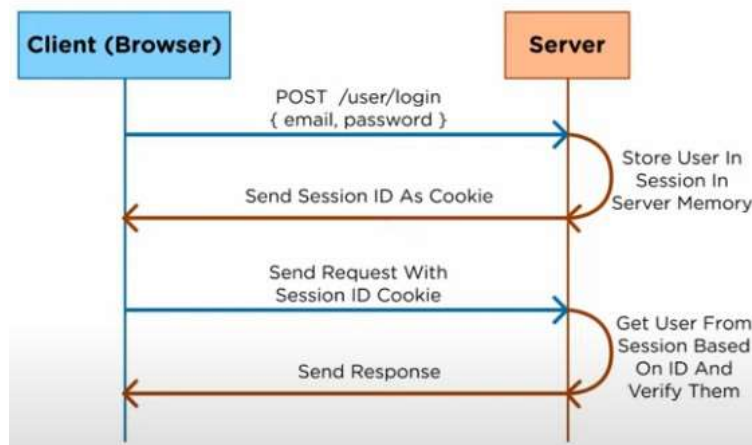 Client (Browser)
Server
POST /user/login
{ email, password }
Store User In
Session In
Server Memory
Send Session ID As Cookie
Send Request With
Session ID Cookie
Get User From
Session Based
On ID And
Verify Them
Send Response